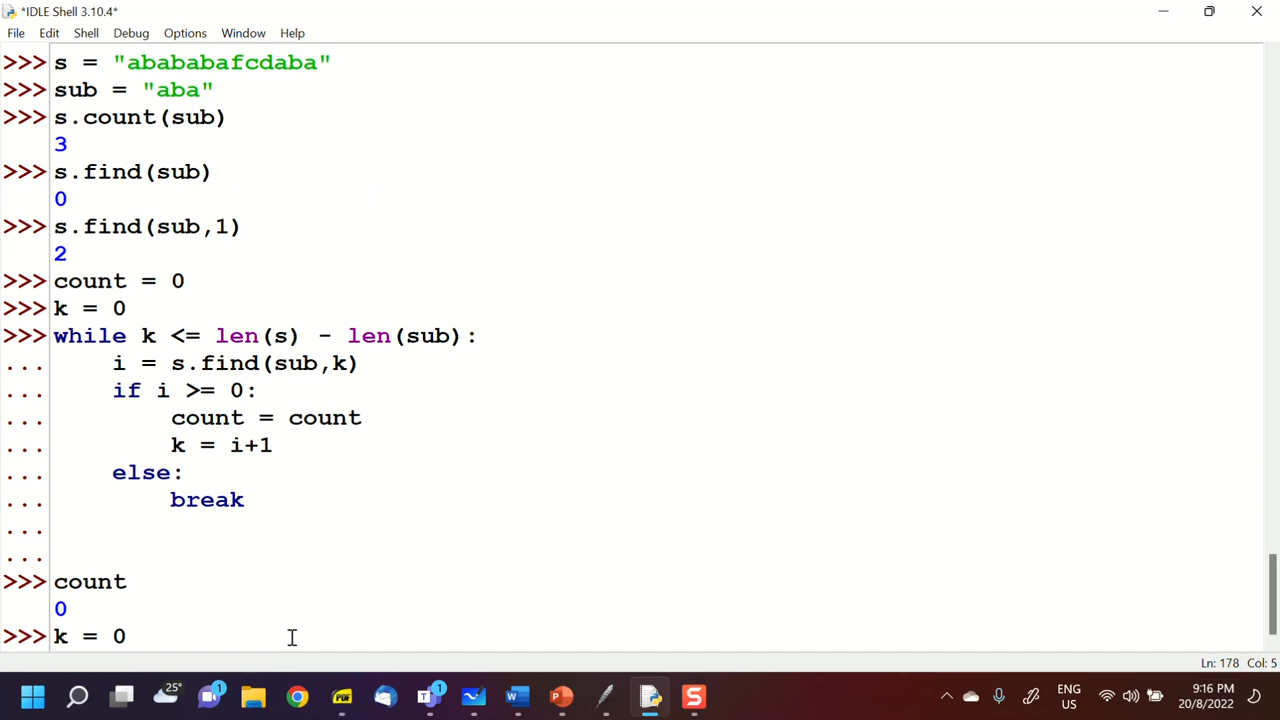 *IDLE Shell 3.10.4*
File Edit Shell Debug Options Window Help
>>> s = "abababafcdaba"
>>> sub = "aba"
>>> s.count(sub)
3
>>> s.find(sub)
0
>>> s.find(sub,1)
2
>>> count = 0
>>> k = 0
>>> while k <= len(s) - len(sub):
...     i = s.find(sub,k)
...     if i >= 0:
...         count = count
...         k = i+1
...     else:
...         break
...
...
>>> count
0
>>> k = 0
Ln: 178 Col: 5
25°
1
PDF
T
1
W
P
S
ENG
US
9:16 PM
20/8/2022